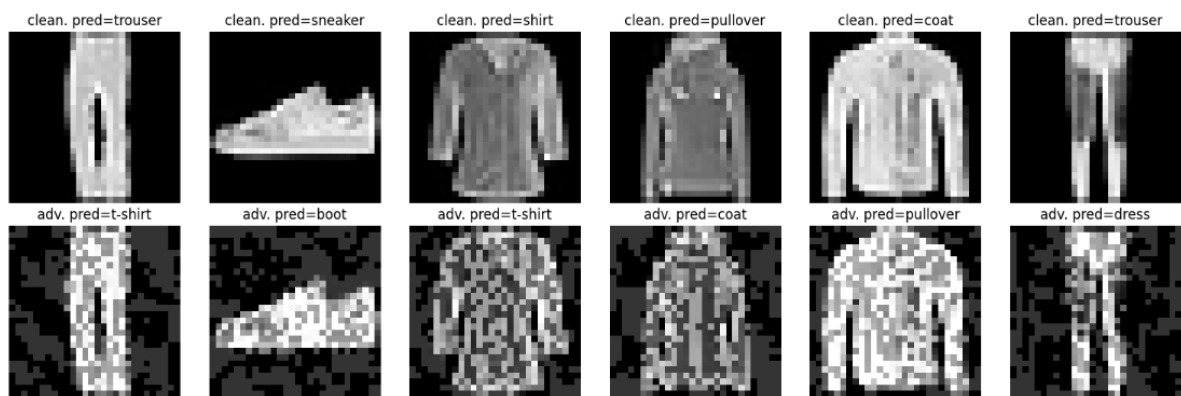 clean. pred=trouser
clean. pred=sneaker
clean. pred=shirt
clean. pred=pullover
clean. pred=coat
clean. pred=trouser
adv. pred=t-shirt
adv. pred=boot
adv. pred=t-shirt
adv. pred=coat
adv. pred=pullover
adv. pred=dress